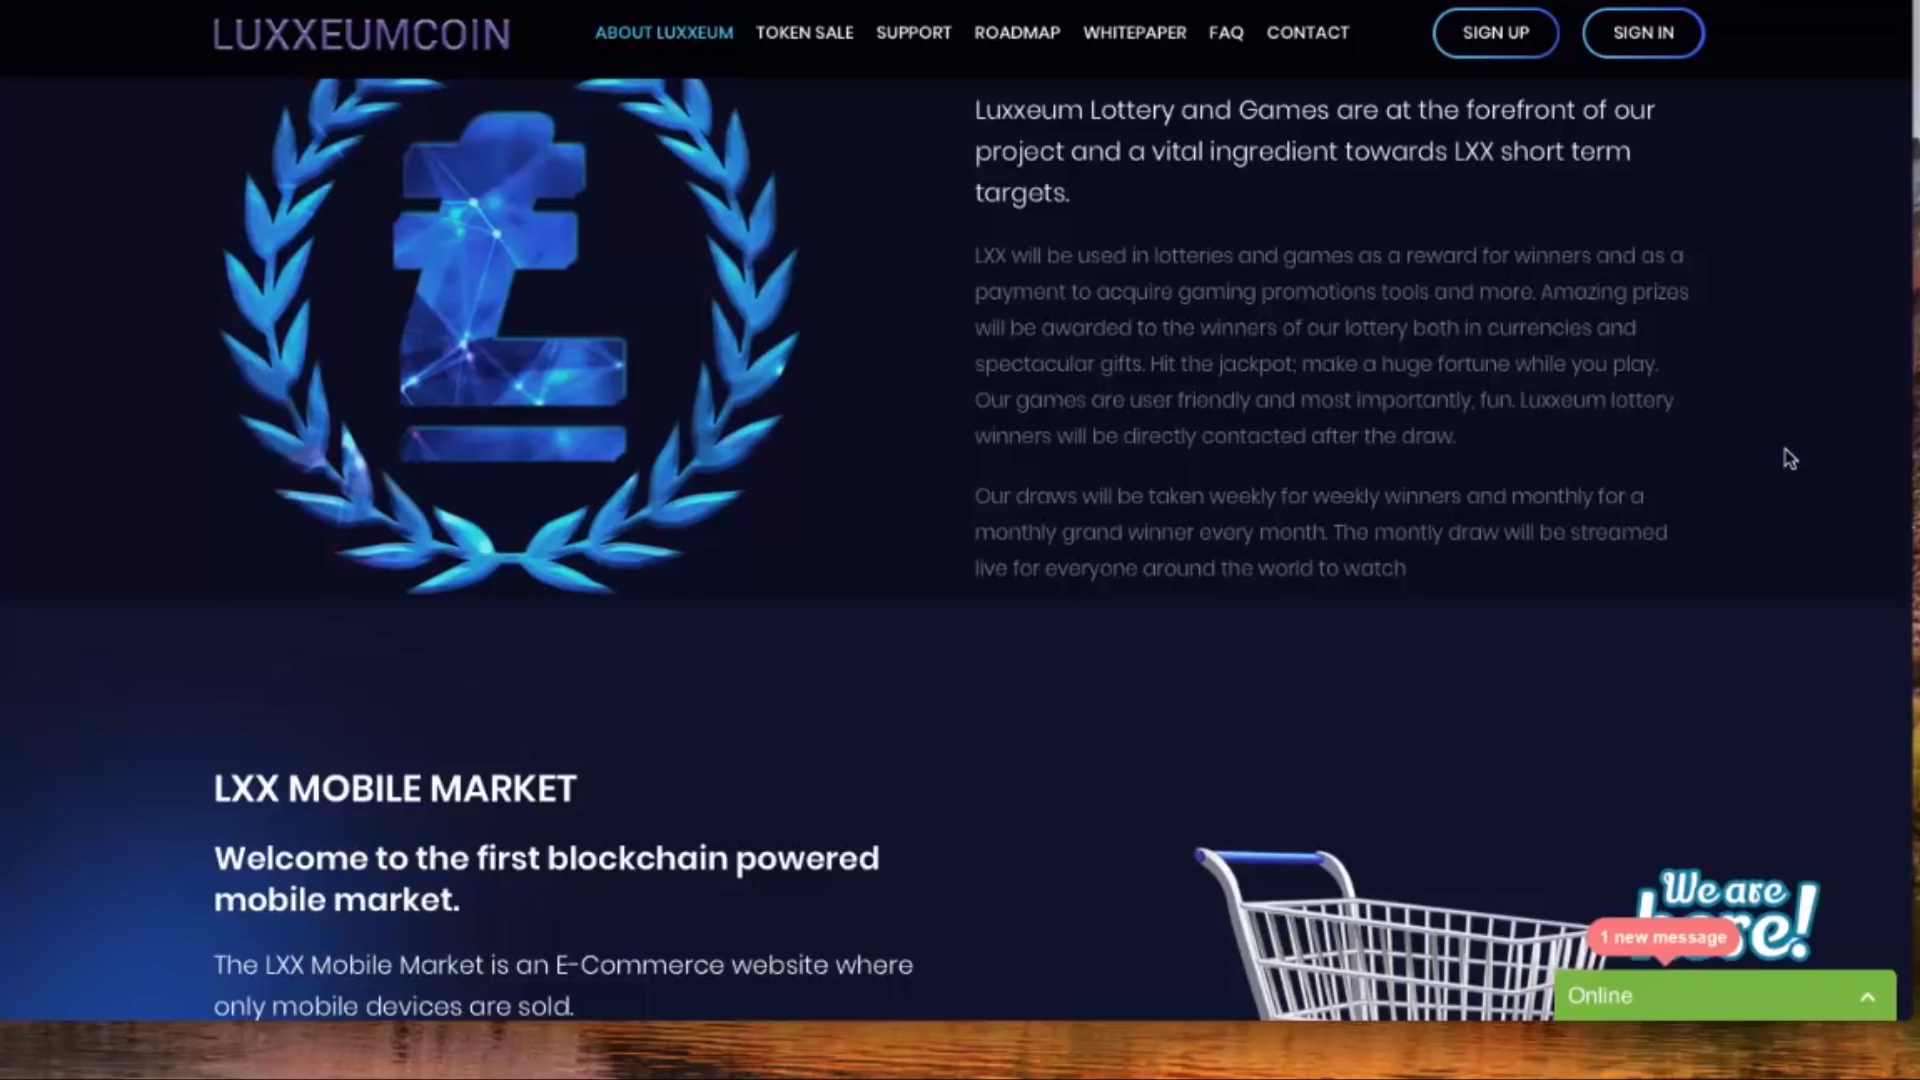 LUXXEUMCOIN
ABOUT LUXXEUM TOKEN SALE SUPPORT ROADMAP WHITEPAPER FAQ CONTACT SIGN UP SIGN IN
Luxxeum Lottery and Games are at the forefront of our
project and a vital ingredient towards LXX short term
targets.
LXX will be used in lotteries and games as a reward for winners and as a
payment to acquire gaming promotions tools and more. Amazing prizes
will be awarded to the winners of our lottery both in currencies and
spectacular gifts. Hit the jackpot; make a huge fortune while you play.
Our games are user friendly and most importantly, fun. Luxxeum lottery
winners will be directly contacted after the draw.
Our draws will be taken weekly for weekly winners and monthly for a
monthly grand winner every month. The montly draw will be streamed
live for everyone around the world to watch
LXX MOBILE MARKET
Welcome to the first blockchain powered
mobile market.
The LXX Mobile Market is an E-Commerce website where
only mobile devices are sold.
We are
here!
1 new message
Online